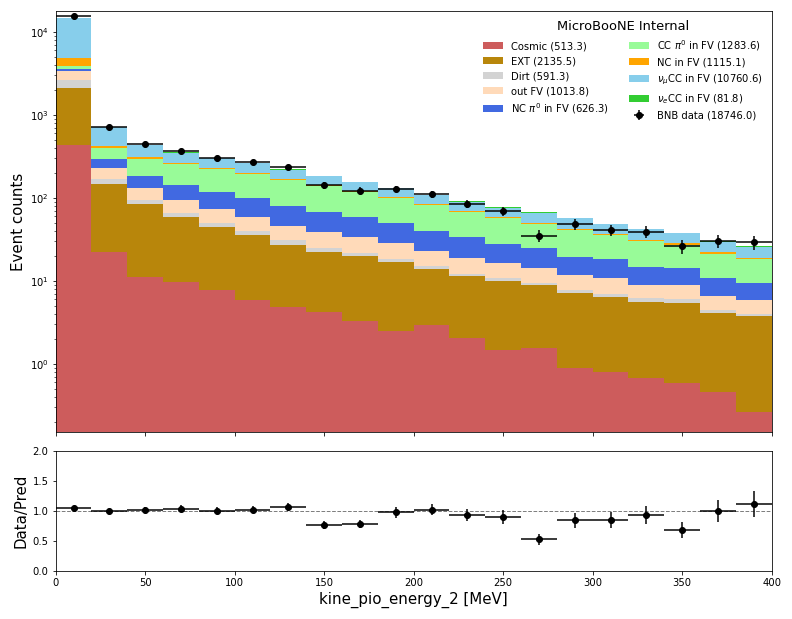 MicroBooNE Internal
Cosmic (513.3)
EXT (2135.5)
Dirt (591.3)
out FV (1013.8)
NC π⁰ in FV (626.3)
CC π⁰ in FV (1283.6)
NC in FV (1115.1)
νμCC in FV (10760.6)
νeCC in FV (81.8)
BNB data (18746.0)
Event counts
10⁴
10³
10²
10¹
10⁰
Data/Pred
2.0
1.5
1.0
0.5
0.0
0 50 100 150 200 250 300 350 400
kine_pio_energy_2 [MeV]